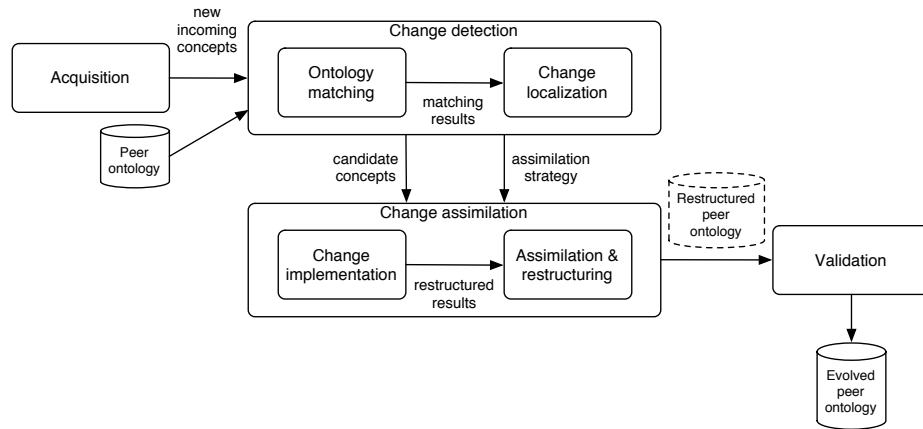 new
incoming
concepts
Change detection
Acquisition
Ontology
matching
Change
localization
matching
results
Peer
ontology
candidate
concepts
assimilation
strategy
Change assimilation
Restructured
peer
ontology
Change
implementation
Assimilation &
restructuring
restructured
results
Validation
Evolved
peer
ontology